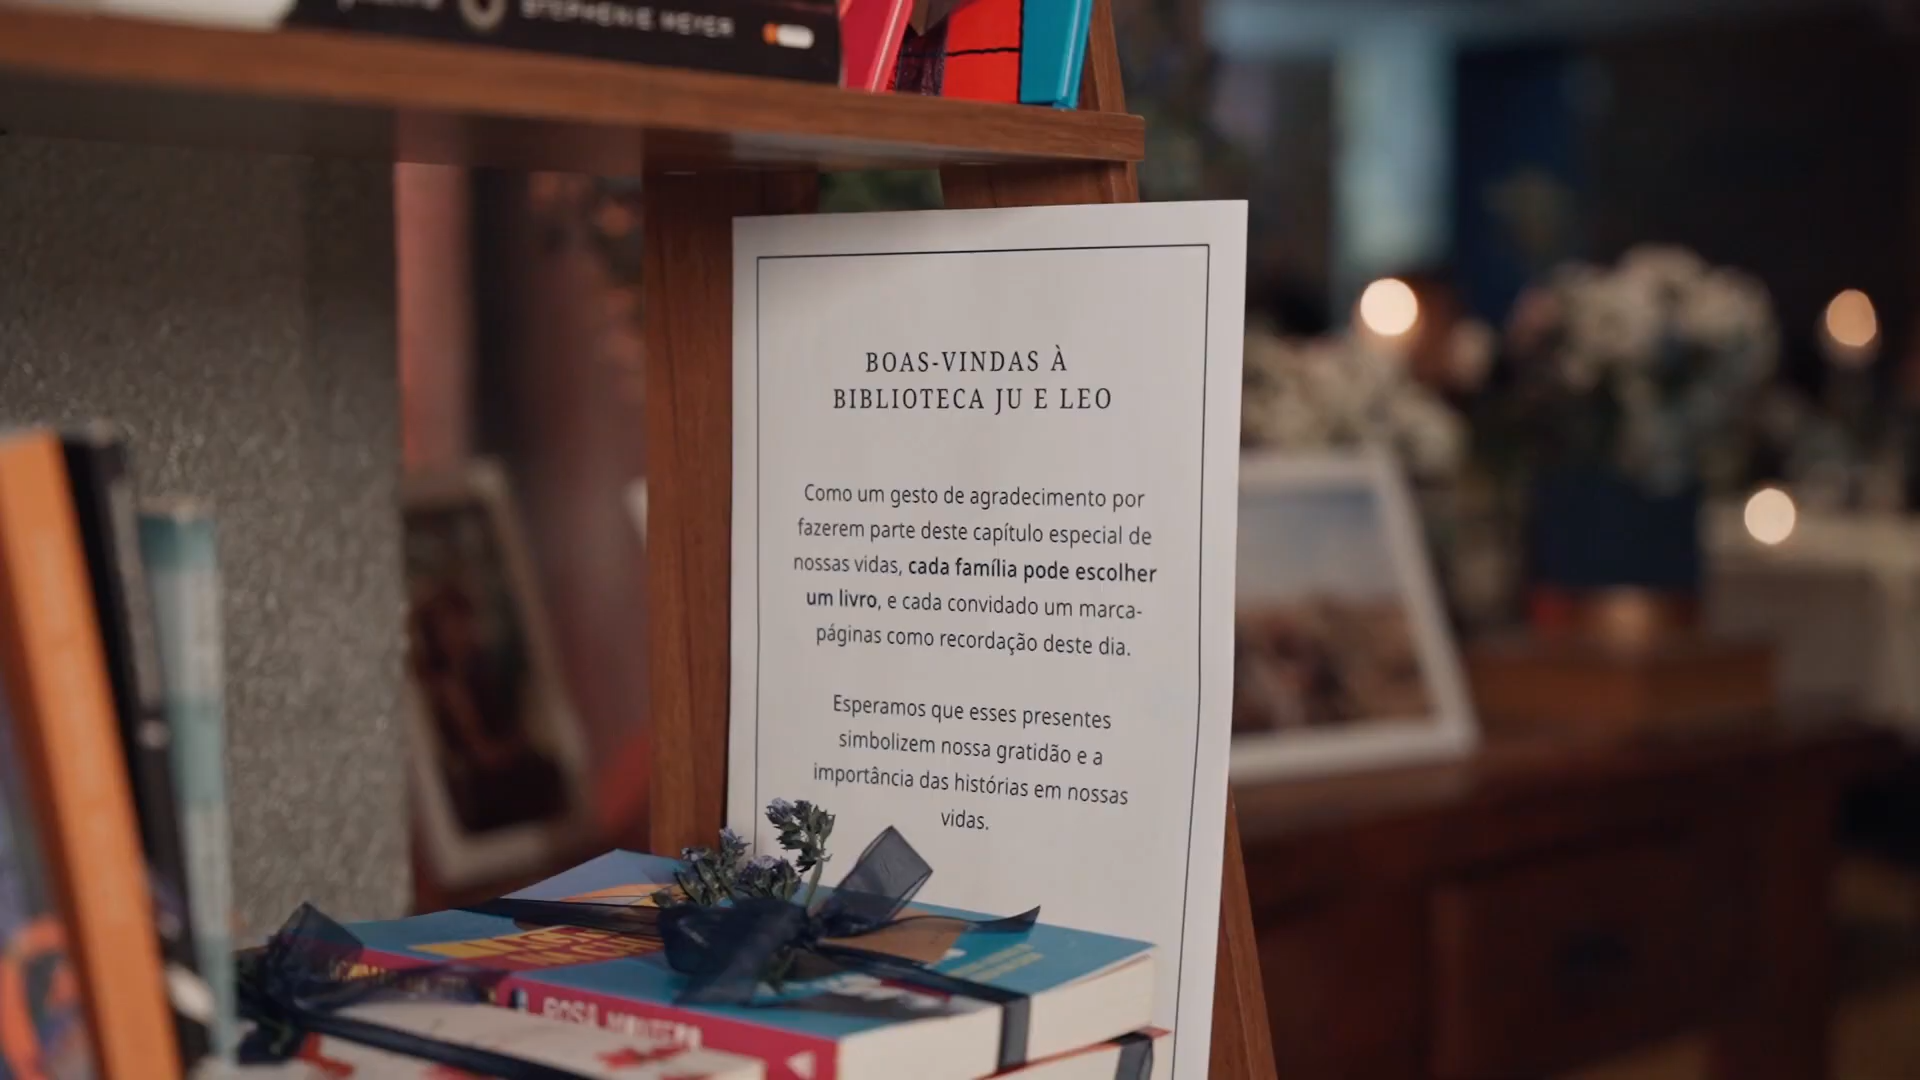 STEPHENIE MEYER
BOAS-VINDAS À
BIBLIOTECA JU E LEO
Como um gesto de agradecimento por
fazerem parte deste capítulo especial de
nossas vidas, cada família pode escolher
um livro, e cada convidado um marca-
páginas como recordação deste dia.
Esperamos que esses presentes
simbolizem nossa gratidão e a
importância das histórias em nossas
vidas.
ROSA MONTERO